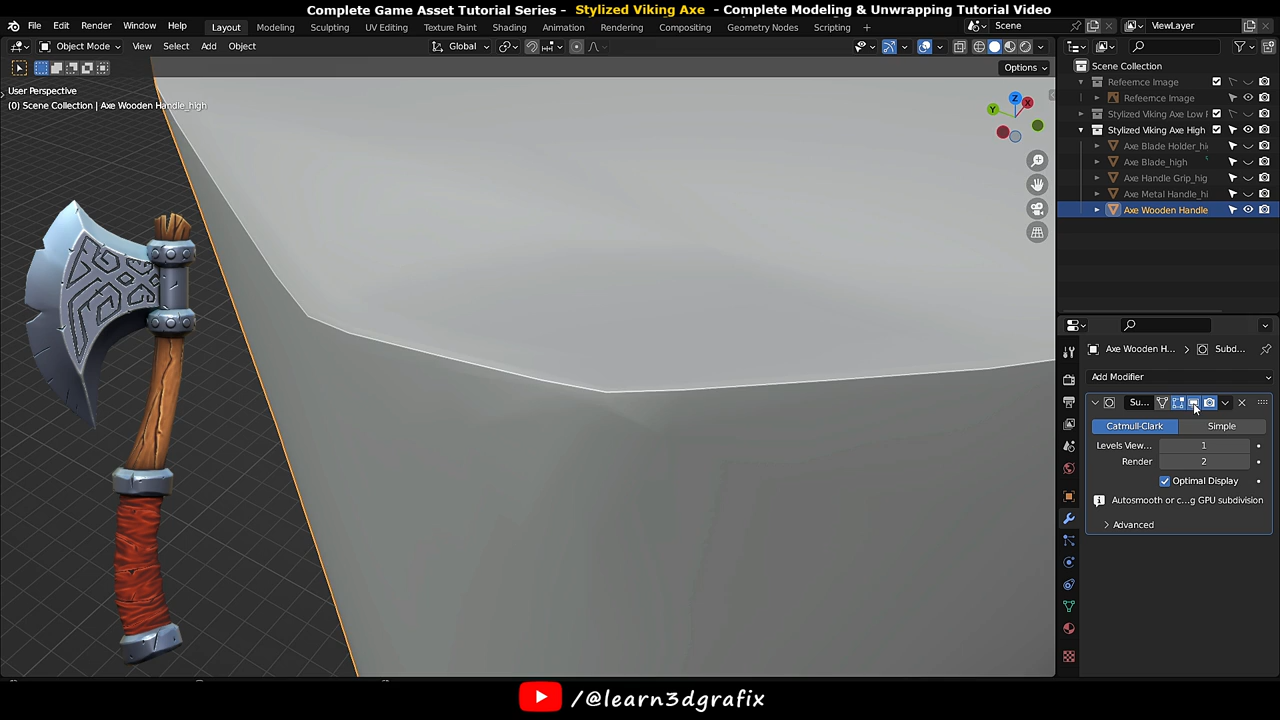 Complete Game Asset Tutorial Series - Stylized Viking Axe - Complete Modeling & Unwrapping Tutorial Video
File Edit Render Window Help Layout Modeling Sculpting UV Editing Texture Paint Shading Animation Rendering Compositing Geometry Nodes Scripting Scene ViewLayer
Object Mode View Select Add Object Global
Options
User Perspective
(0) Scene Collection | Axe Wooden Handle_high
Z
X
Y
Scene Collection
Refeernce Image
Refeernce Image
Stylized Viking Axe Low
Stylized Viking Axe High
Axe Blade Holder_hi
Axe Blade_high
Axe Handle Grip_hig
Axe Metal Handle_hi
Axe Wooden Handle
Axe Wooden H... Subd...
Add Modifier
Su...
Catmull-Clark Simple
Levels View... 1
Render 2
Optimal Display
Autosmooth or c...g GPU subdivision
Advanced
/@learn3dgrafix